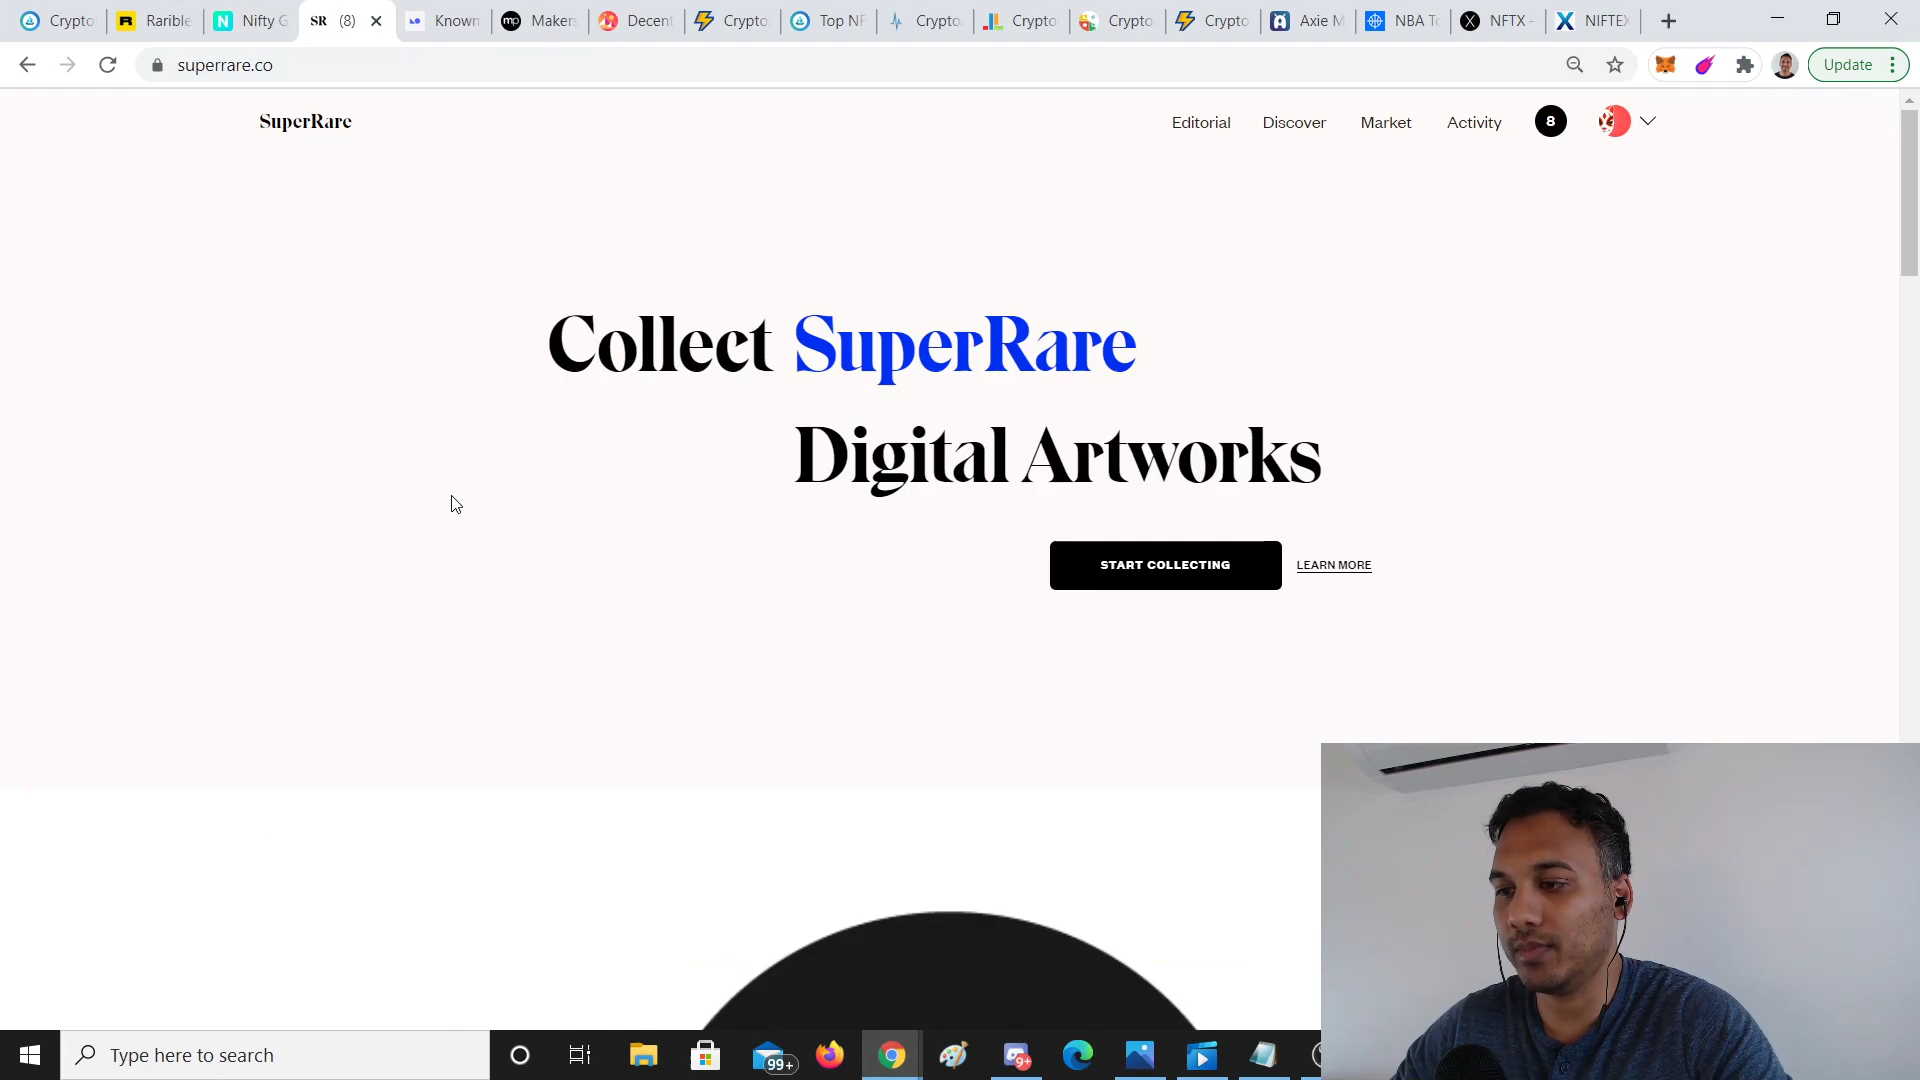 Crypto
Rarible
Nifty G
SR (8)
Known
Makers
Decent
Crypto
Top NF
Crypto
Crypto
Crypto
Crypto
Axie M
NBA To
NFTX -
NIFTEX
superrare.co
Update
SuperRare
Editorial
Discover
Market
Activity
8
Collect SuperRare
Digital Artworks
START COLLECTING
LEARN MORE
Type here to search
99+
9+